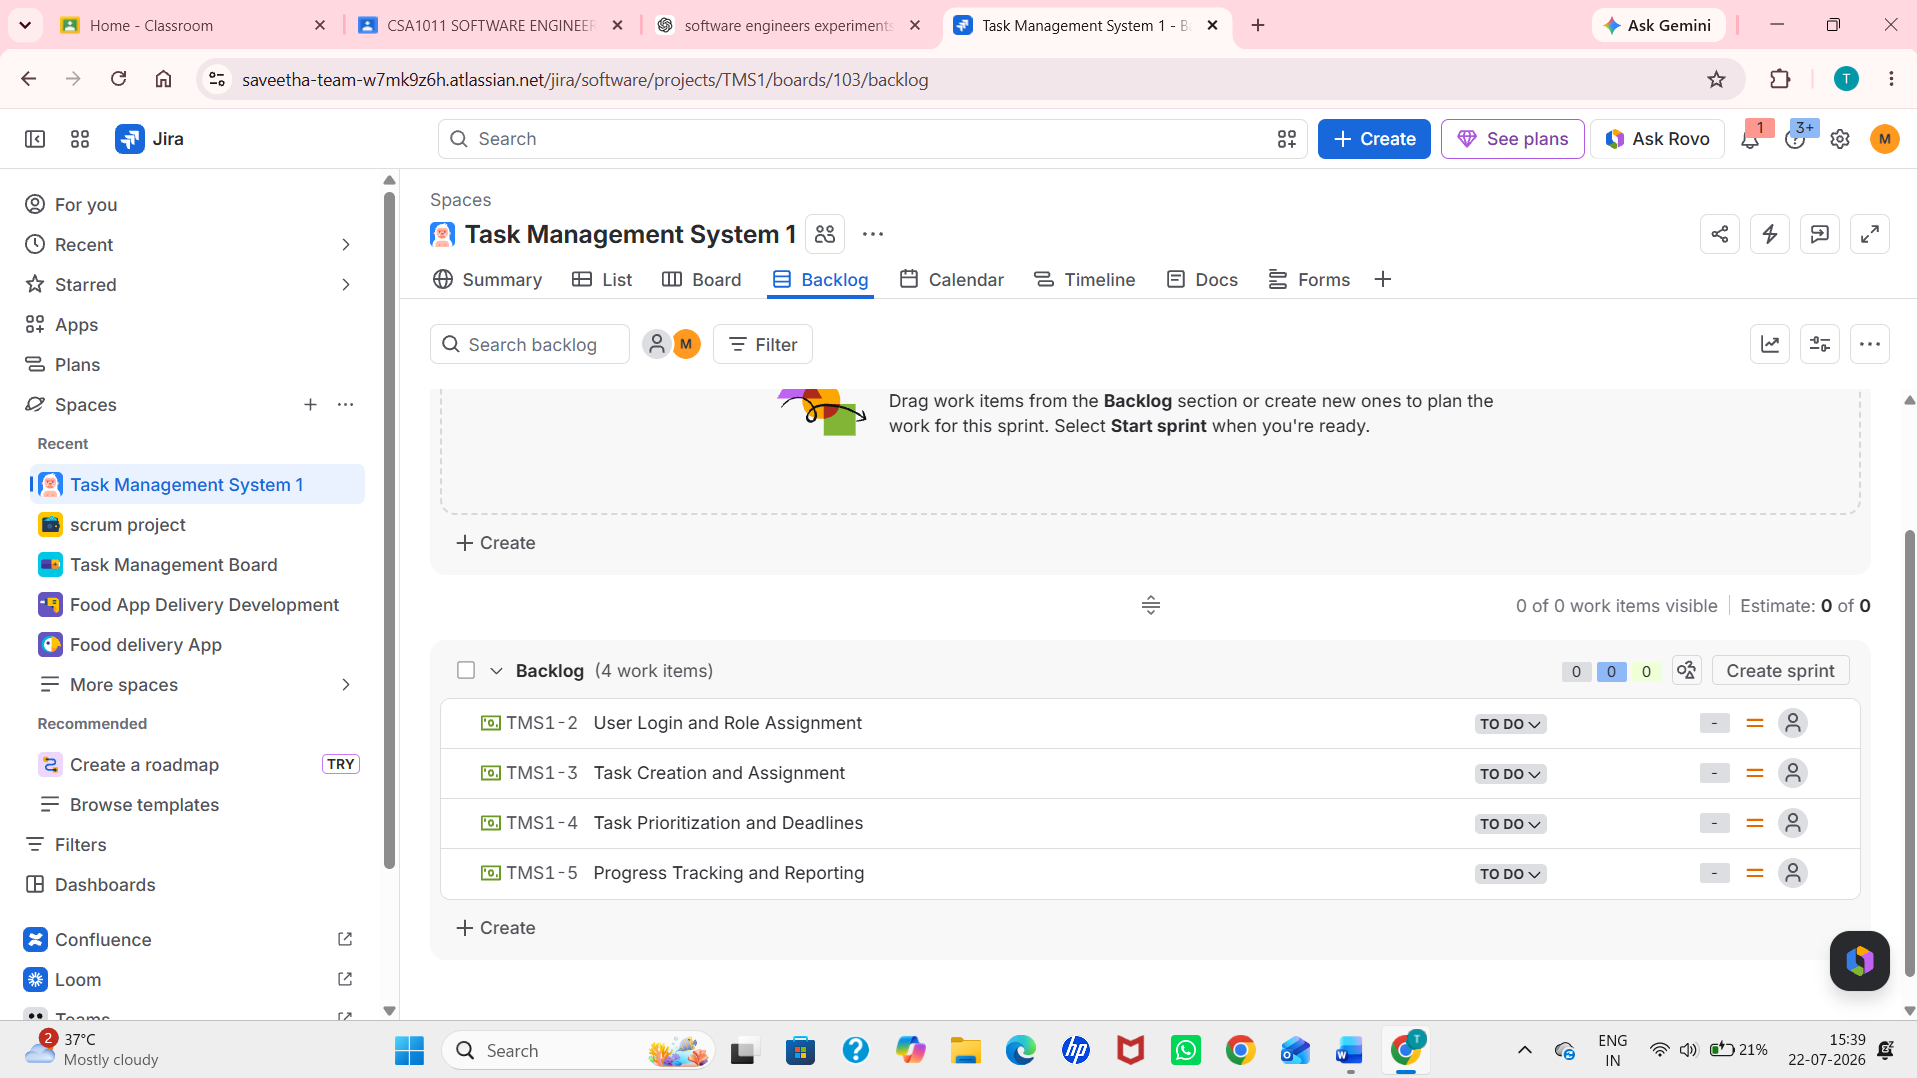 Home - Classroom
CSA1011 SOFTWARE ENGINEER
software engineers experiments
Task Management System 1 - B
Ask Gemini
saveetha-team-w7mk9z6h.atlassian.net/jira/software/projects/TMS1/boards/103/backlog
T
Jira
Search
Create
See plans
Ask Rovo
1
3+
M
For you
Recent
Starred
Apps
Plans
Spaces
Recent
Task Management System 1
scrum project
Task Management Board
Food App Delivery Development
Food delivery App
More spaces
Recommended
Create a roadmap
TRY
Browse templates
Filters
Dashboards
Confluence
Loom
Teams
Spaces
Task Management System 1
Summary
List
Board
Backlog
Calendar
Timeline
Docs
Forms
Search backlog
M
Filter
Drag work items from the Backlog section or create new ones to plan the
work for this sprint. Select Start sprint when you're ready.
Create
0 of 0 work items visible
Estimate: 0 of 0
Backlog (4 work items)
0 0 0
Create sprint
TMS1-2 User Login and Role Assignment TO DO -
TMS1-3 Task Creation and Assignment TO DO -
TMS1-4 Task Prioritization and Deadlines TO DO -
TMS1-5 Progress Tracking and Reporting TO DO -
Create
2
37°C
Mostly cloudy
Search
T
ENG
IN
21%
15:39
22-07-2026